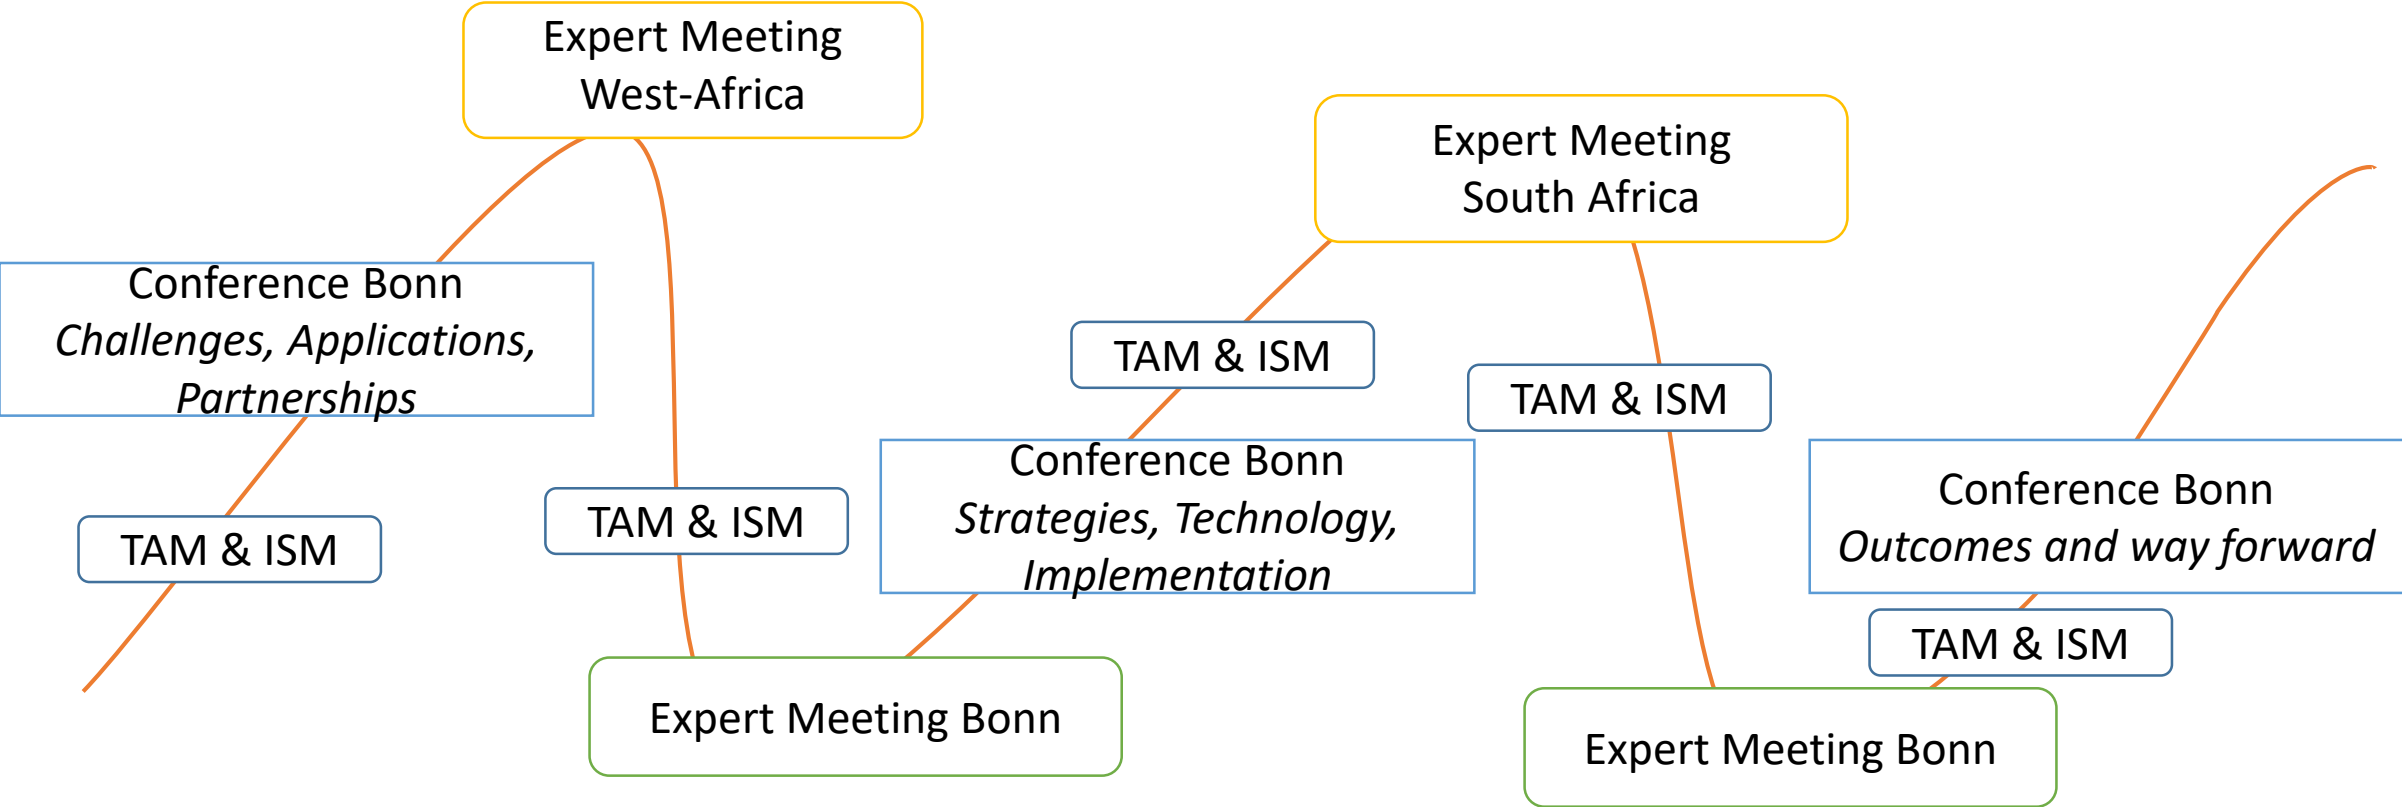 Expert Meeting
West-Africa
Expert Meeting
South Africa
Conference Bonn
Challenges, Applications,
Partnerships
TAM & ISM
TAM & ISM
TAM & ISM
Conference Bonn
Strategies, Technology,
Implementation
TAM & ISM
Conference Bonn
Outcomes and way forward
TAM & ISM
Expert Meeting Bonn
Expert Meeting Bonn